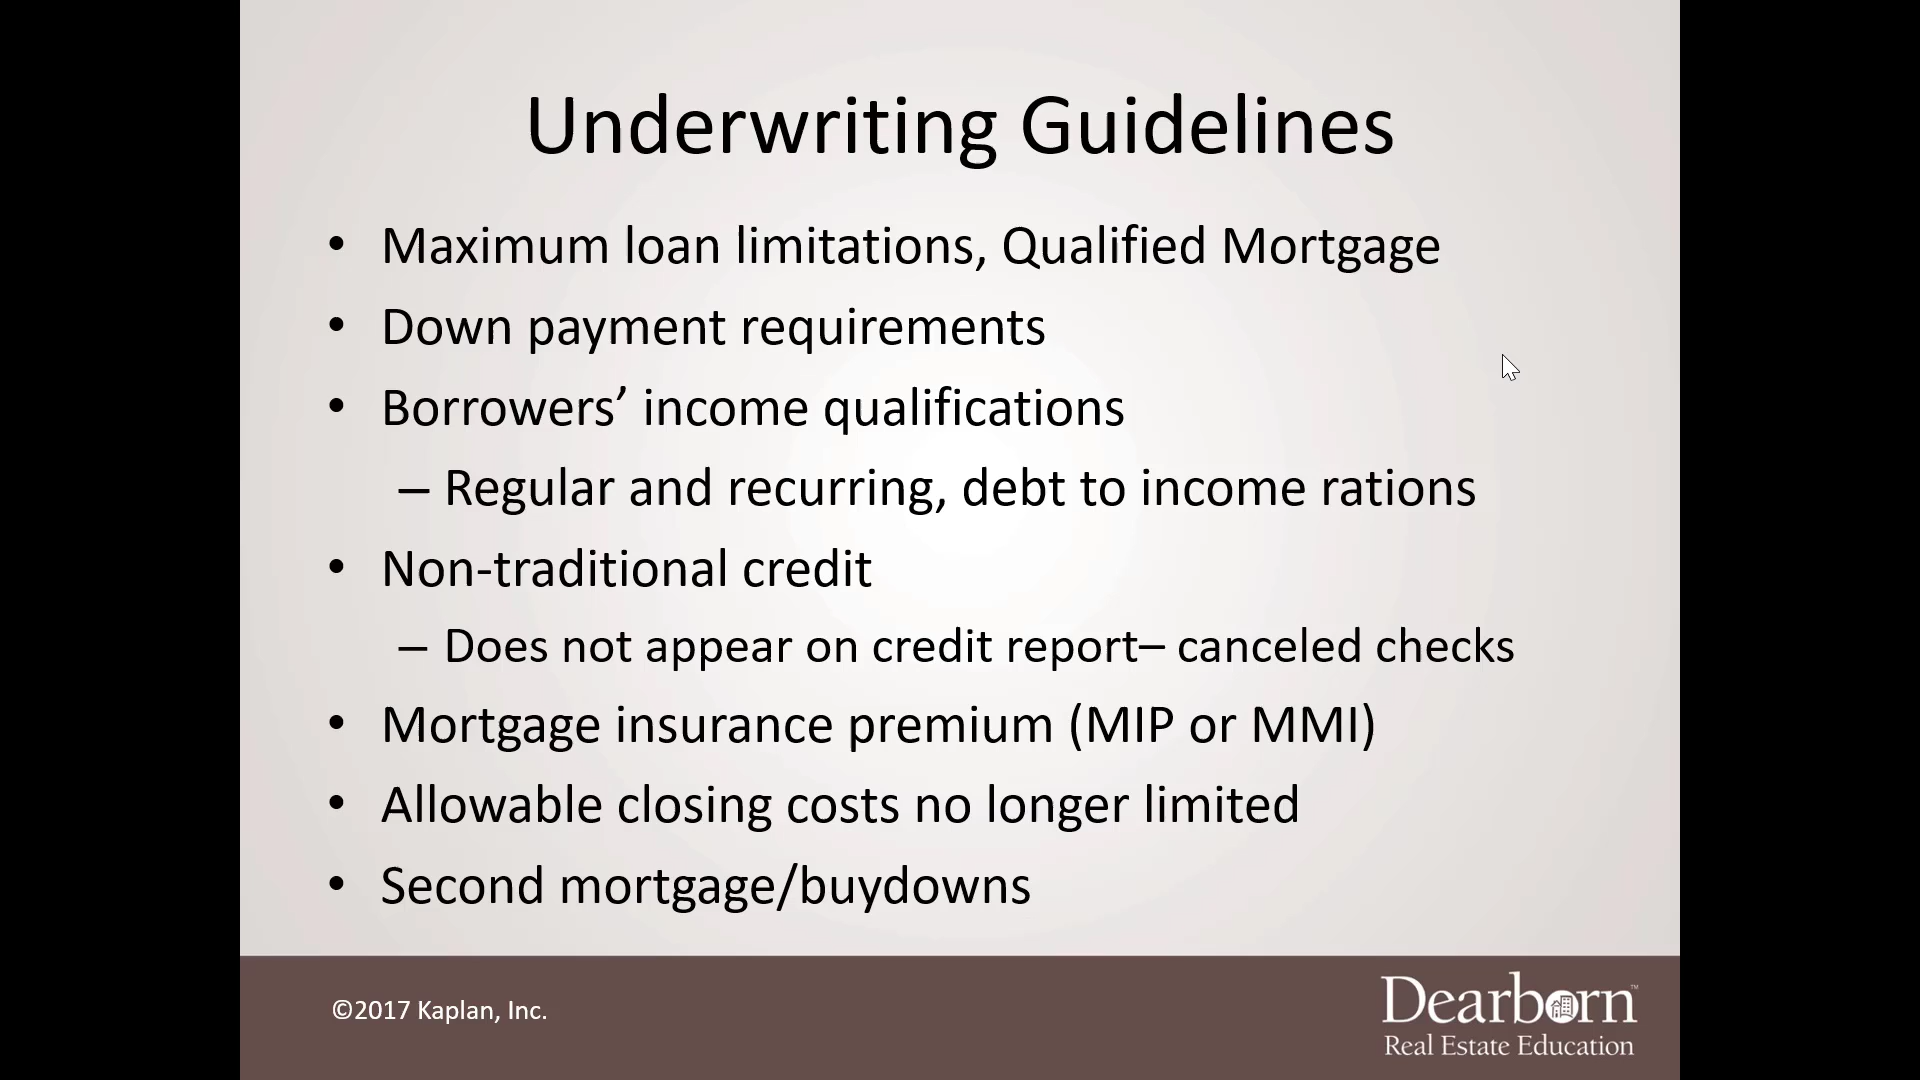 Underwriting Guidelines
• Maximum loan limitations, Qualified Mortgage
• Down payment requirements
• Borrowers’ income qualifications
– Regular and recurring, debt to income rations
• Non-traditional credit
– Does not appear on credit report– canceled checks
• Mortgage insurance premium (MIP or MMI)
• Allowable closing costs no longer limited
• Second mortgage/buydowns
©2017 Kaplan, Inc.
Dearborn™
Real Estate Education